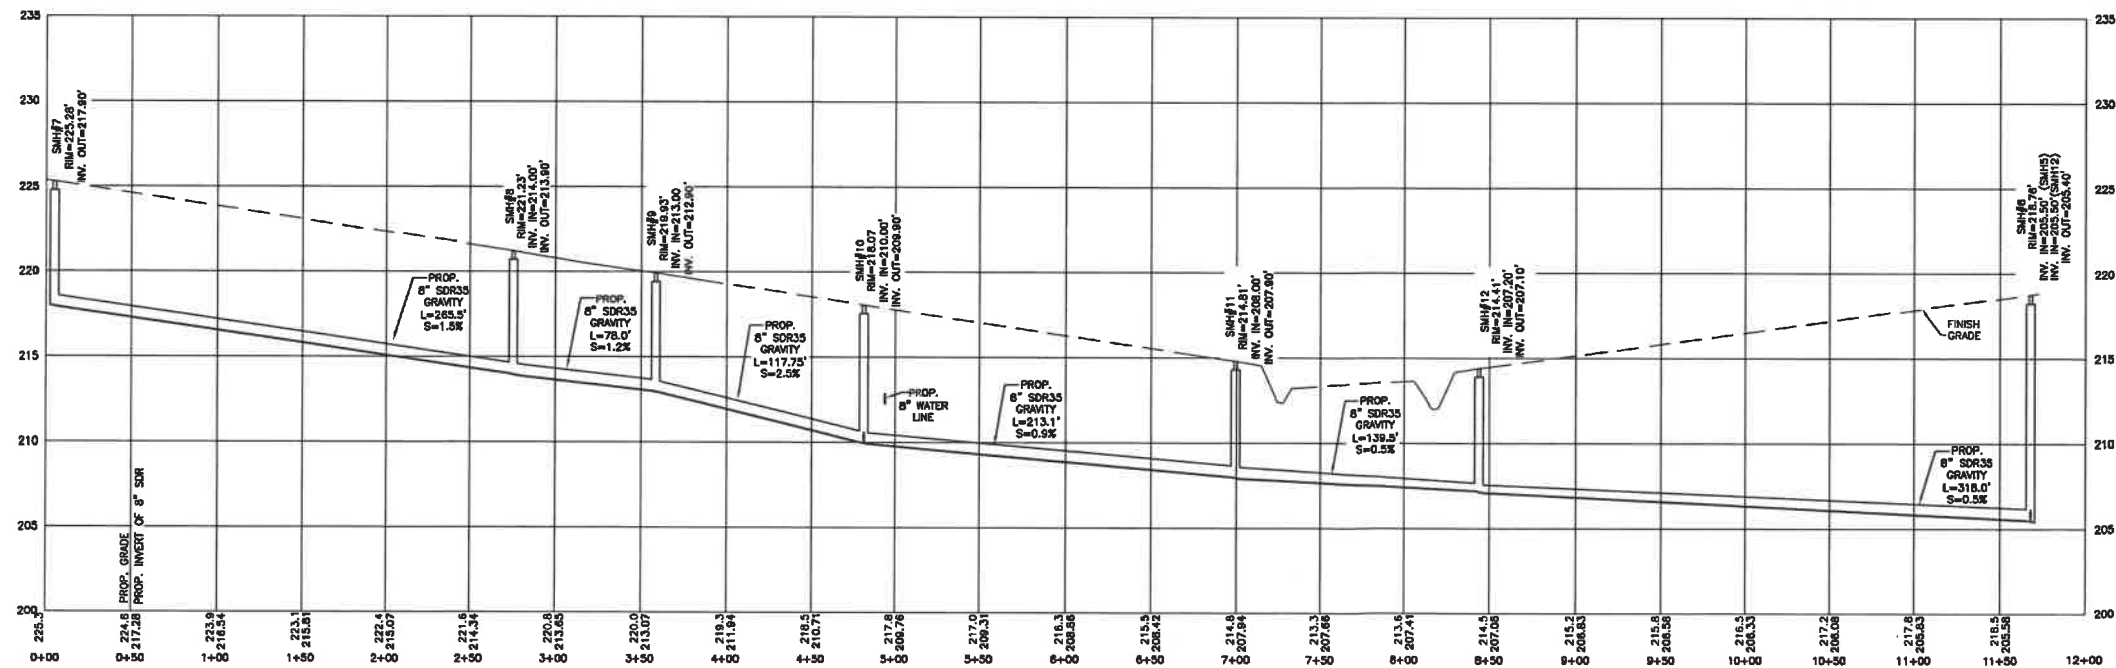 235
235
230
230
225
225
220
220
215
215
210
210
205
205
200
200
SMH#7
RIM=225.28'
INV. OUT=217.90'
SMH#8
RIM=221.23'
INV. IN=214.00'
INV. OUT=213.90'
SMH#9
RIM=219.93'
INV. IN=213.00
INV. OUT=212.90'
SMH#10
RIM=218.07
INV. IN=210.00'
INV. OUT=209.90'
SMH#11
RIM=214.81'
INV. IN=208.00'
INV. OUT=207.90'
SMH#12
RIM=214.41'
INV. IN=207.20'
INV. OUT=207.10'
SMH#6
RIM=218.76'
INV. IN=205.50' (SMH5)
INV. IN=205.50'(SMH12)
INV. OUT=205.40'
PROP.
8" SDR35
GRAVITY
L=265.5'
S=1.5%
PROP.
8" SDR35
GRAVITY
L=78.0'
S=1.2%
PROP.
8" SDR35
GRAVITY
L=117.75'
S=2.5%
PROP.
8" WATER
LINE
PROP.
8" SDR35
GRAVITY
L=213.1'
S=0.9%
PROP.
8" SDR35
GRAVITY
L=139.5'
S=0.5%
PROP.
8" SDR35
GRAVITY
L=318.0'
S=0.5%
FINISH
GRADE
PROP. GRADE
PROP. INVERT OF 8" SDR
225.3
224.6
217.28
223.9
216.54
223.1
215.81
222.4
215.07
221.6
214.34
220.8
213.65
220.0
213.07
219.3
211.94
218.5
210.71
217.8
209.76
217.0
209.31
216.3
208.86
215.5
208.42
214.8
207.94
213.3
207.66
213.6
207.41
214.5
207.08
215.2
206.83
215.8
206.58
216.5
206.33
217.2
206.08
217.8
205.83
218.5
205.58
0+00
0+50
1+00
1+50
2+00
2+50
3+00
3+50
4+00
4+50
5+00
5+50
6+00
6+50
7+00
7+50
8+00
8+50
9+00
9+50
10+00
10+50
11+00
11+50
12+00